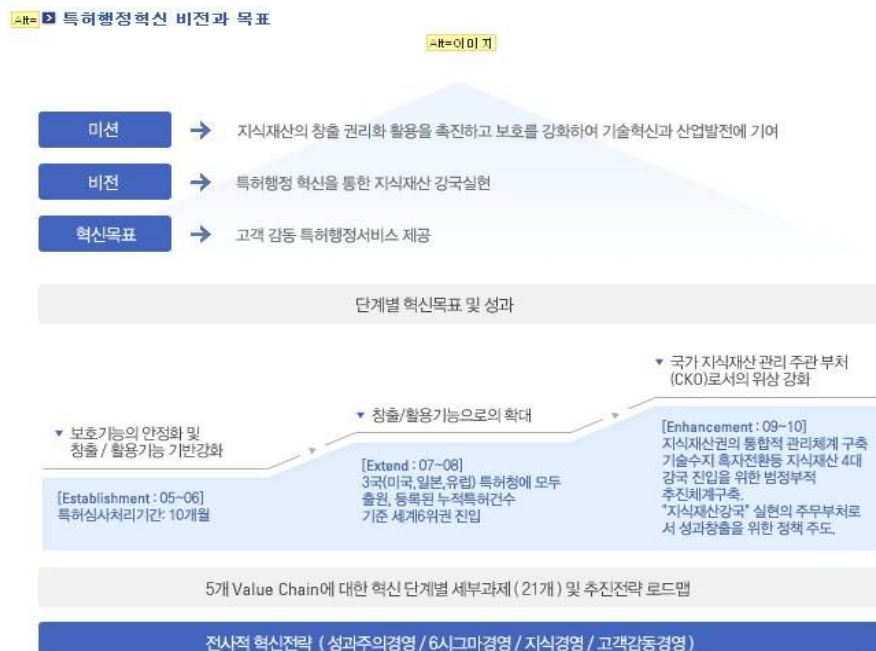 Alt= 특허행정혁신 비전과 목표
Alt=이미지
미션
지식재산의 창출 권리화 활용을 촉진하고 보호를 강화하여 기술혁신과 산업발전에 기여
비전
특허행정 혁신을 통한 지식재산 강국실현
혁신목표
고객 감동 특허행정서비스 제공
단계별 혁신목표 및 성과
보호기능의 안정화 및
창출 / 활용기능 기반강화
[Establishment : 05~06]
특허심사처리기간: 10개월
창출/활용기능으로의 확대
[Extend : 07~08]
3국(미국,일본,유럽) 특허청에 모두
출원, 등록된 누적특허건수
기준 세계6위권 진입
국가 지식재산 관리 주관 부처
(CKO)로서의 위상 강화
[Enhancement : 09~10]
지식재산권의 통합적 관리체계 구축
기술수지 흑자전환등 지식재산 4대
강국 진입을 위한 범정부적
추진체계구축.
"지식재산강국" 실현의 주무부처로
서 성과창출을 위한 정책 주도.
5개 Value Chain에 대한 혁신 단계별 세부과제 ( 21개 ) 및 추진전략 로드맵
전사적 혁신전략 ( 성과주의경영 / 6시그마경영 / 지식경영 / 고객감동경영 )